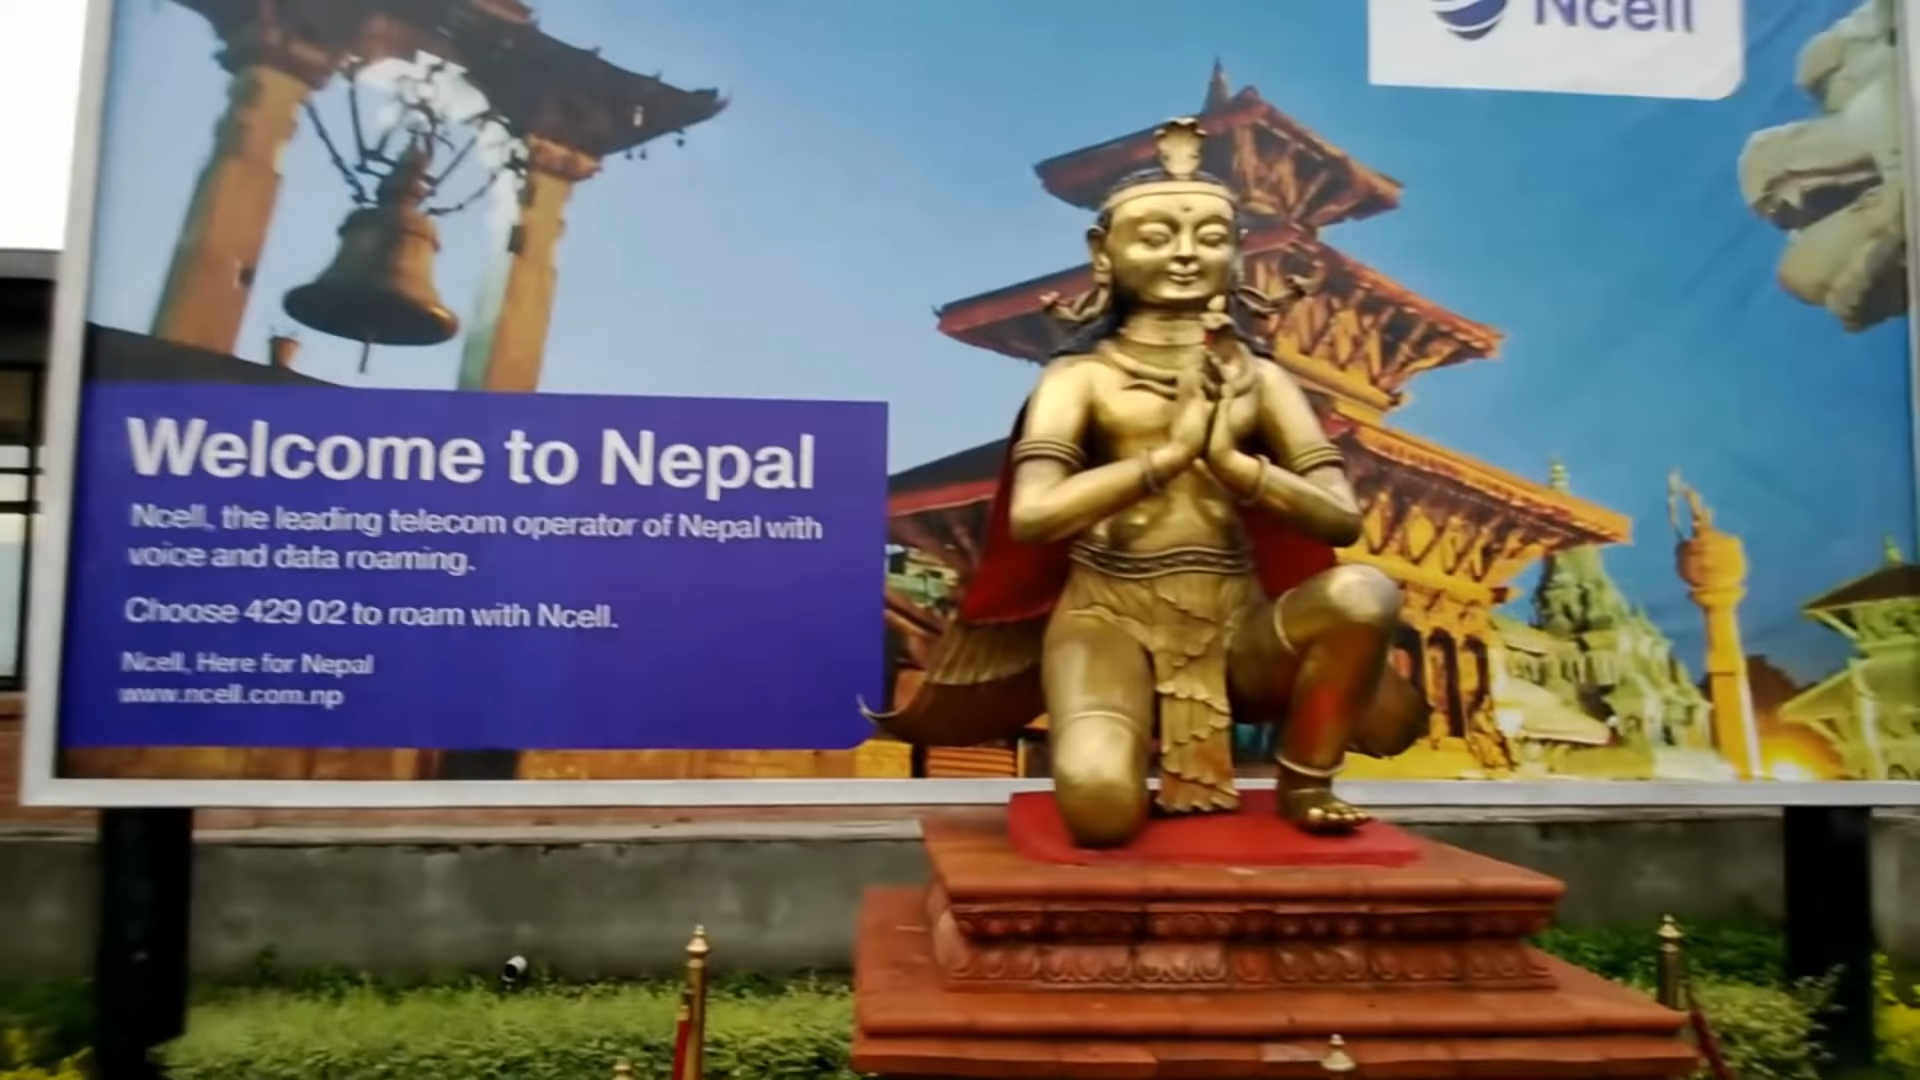 Ncell
Welcome to Nepal
Ncell, the leading telecom operator of Nepal with
voice and data roaming.
Choose 429 02 to roam with Ncell.
Ncell, Here for Nepal
www.ncell.com.np